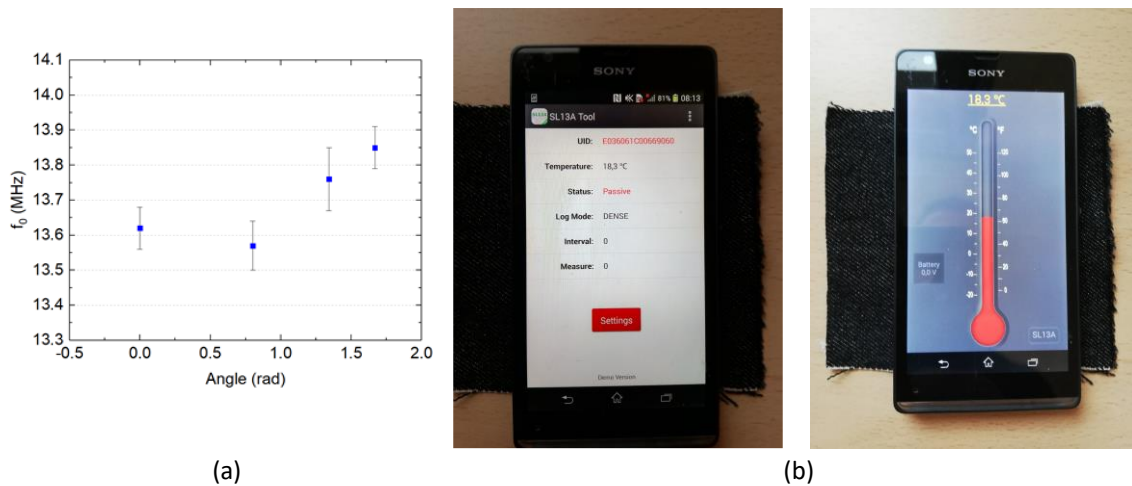 14.1
14.0
13.9
13.8
13.7
13.6
13.5
13.4
13.3
f₀ (MHz)
-0.5 0.0 0.5 1.0 1.5 2.0
Angle (rad)
(a)
SONY
81% 08:13
SL13A Tool
UID: E036061C00669060
Temperature: 18,3 °C
Status: Passive
Log Mode: DENSE
Interval: 0
Measure: 0
Settings
Demo Version
SONY
18.3 °C
°C °F
Battery
0,0 V
SL13A
(b)